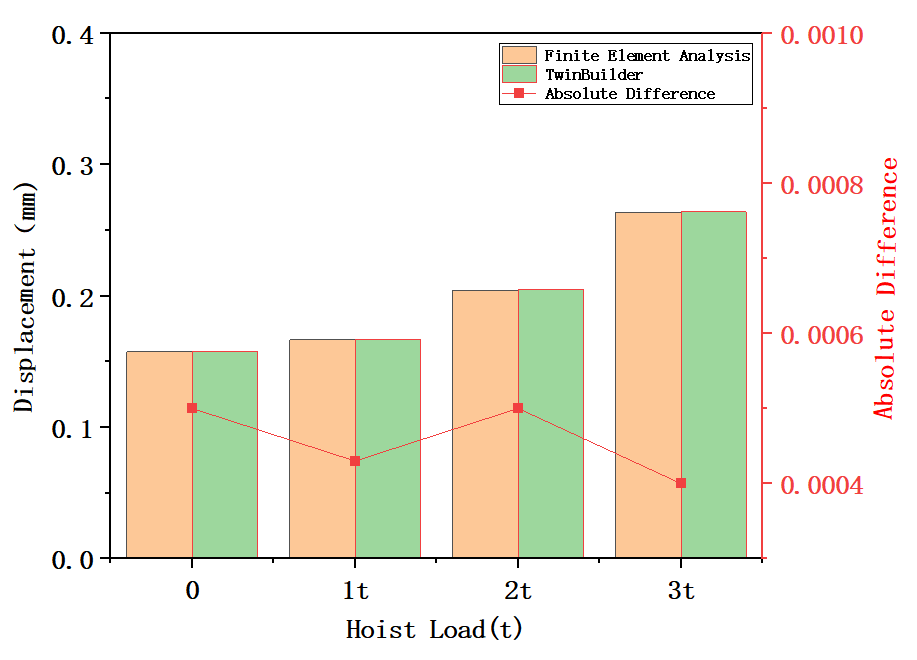 Finite Element Analysis
TwinBuilder
Absolute Difference
0.4
0.3
0.2
0.1
0.0
Displacement (mm)
0.0010
0.0008
0.0006
0.0004
Absolute Difference
0 1t 2t 3t
Hoist Load(t)